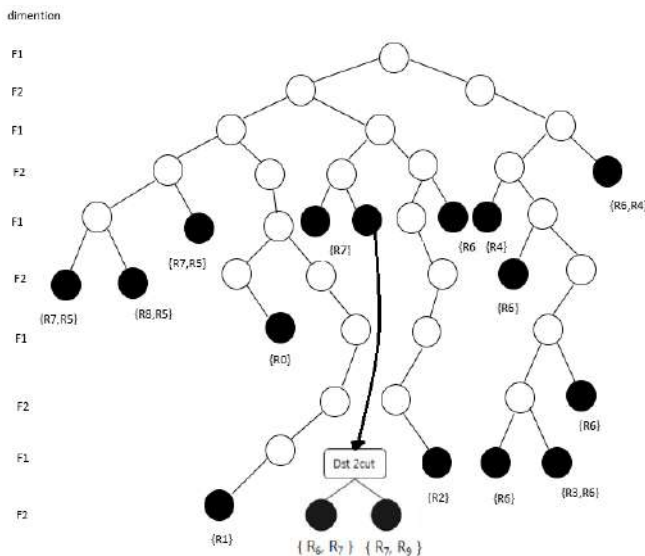 dimention
F1
F2
F1
F2
{R6,R4}
F1
{R7} {R6 {R4}
{R7,R5}
F2
{R6}
{R7,R5} {R8,R5}
F1
{R0}
F2
{R6}
F1
Dst 2cut
{R2} {R6} {R3,R6}
F2
{R1}
{ R6, R7 } { R7, R9 }